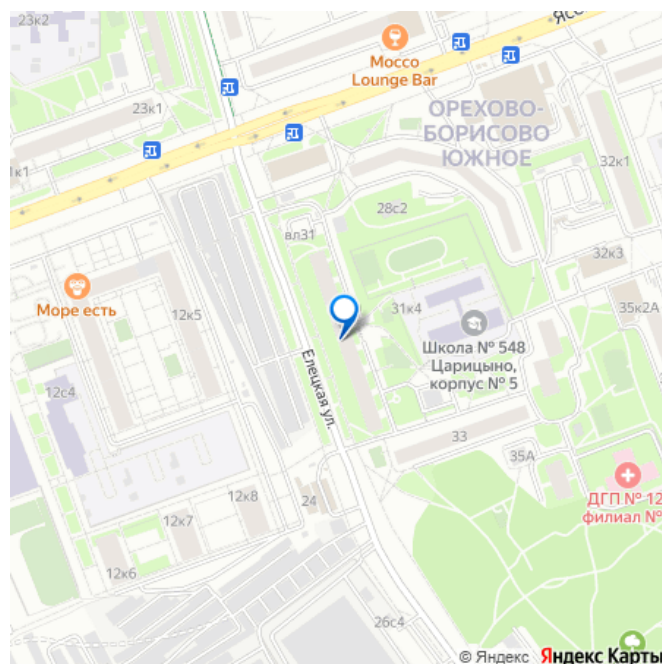 23к2
Яс
Mocco
Lounge Bar
23к1
ОРЕХОВО-
БОРИСОВО
ЮЖНОЕ
32к1
1к1
28с2
вл31
32к3
Море есть
12к5
31к4
35к2А
Школа № 548
Царицыно,
корпус № 5
12с4
Елецкая ул.
33
35А
ДГП № 12
филиал №
12к8
24
12к7
12к6
26с4
© Яндекс Яндекс Карты